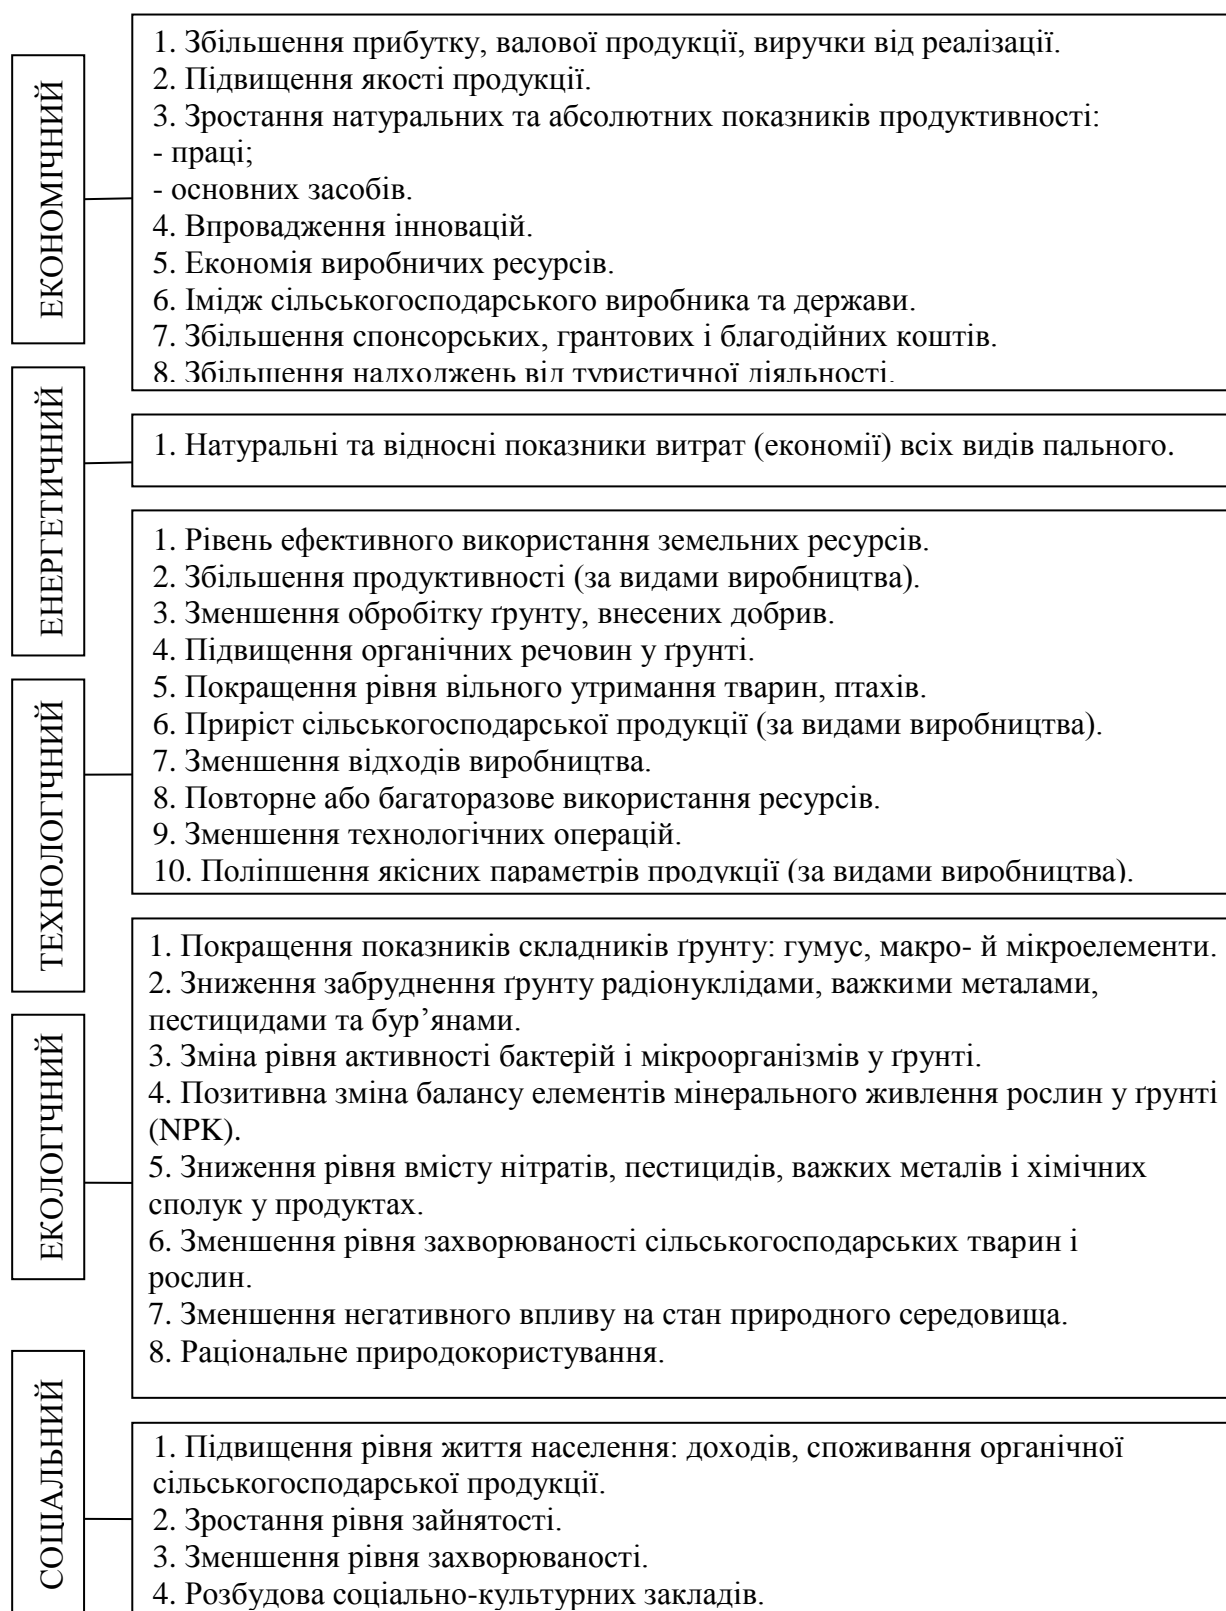 ЕКОНОМІЧНИЙ
1. Збільшення прибутку, валової продукції, виручки від реалізації.
2. Підвищення якості продукції.
3. Зростання натуральних та абсолютних показників продуктивності:
- праці;
- основних засобів.
4. Впровадження інновацій.
5. Економія виробничих ресурсів.
6. Імідж сільськогосподарського виробника та держави.
7. Збільшення спонсорських, грантових і благодійних коштів.
8. Збільшення надходжень від туристичної діяльності.
ЕНЕРГЕТИЧНИЙ
1. Натуральні та відносні показники витрат (економії) всіх видів пального.
ТЕХНОЛОГІЧНИЙ
1. Рівень ефективного використання земельних ресурсів.
2. Збільшення продуктивності (за видами виробництва).
3. Зменшення обробітку ґрунту, внесених добрив.
4. Підвищення органічних речовин у ґрунті.
5. Покращення рівня вільного утримання тварин, птахів.
6. Приріст сільськогосподарської продукції (за видами виробництва).
7. Зменшення відходів виробництва.
8. Повторне або багаторазове використання ресурсів.
9. Зменшення технологічних операцій.
10. Поліпшення якісних параметрів продукції (за видами виробництва).
ЕКОЛОГІЧНИЙ
1. Покращення показників складників ґрунту: гумус, макро- й мікроелементи.
2. Зниження забруднення ґрунту радіонуклідами, важкими металами,
пестицидами та бур’янами.
3. Зміна рівня активності бактерій і мікроорганізмів у ґрунті.
4. Позитивна зміна балансу елементів мінерального живлення рослин у ґрунті
(NPK).
5. Зниження рівня вмісту нітратів, пестицидів, важких металів і хімічних
сполук у продуктах.
6. Зменшення рівня захворюваності сільськогосподарських тварин і
рослин.
7. Зменшення негативного впливу на стан природного середовища.
8. Раціональне природокористування.
СОЦІАЛЬНИЙ
1. Підвищення рівня життя населення: доходів, споживання органічної
сільськогосподарської продукції.
2. Зростання рівня зайнятості.
3. Зменшення рівня захворюваності.
4. Розбудова соціально-культурних закладів.